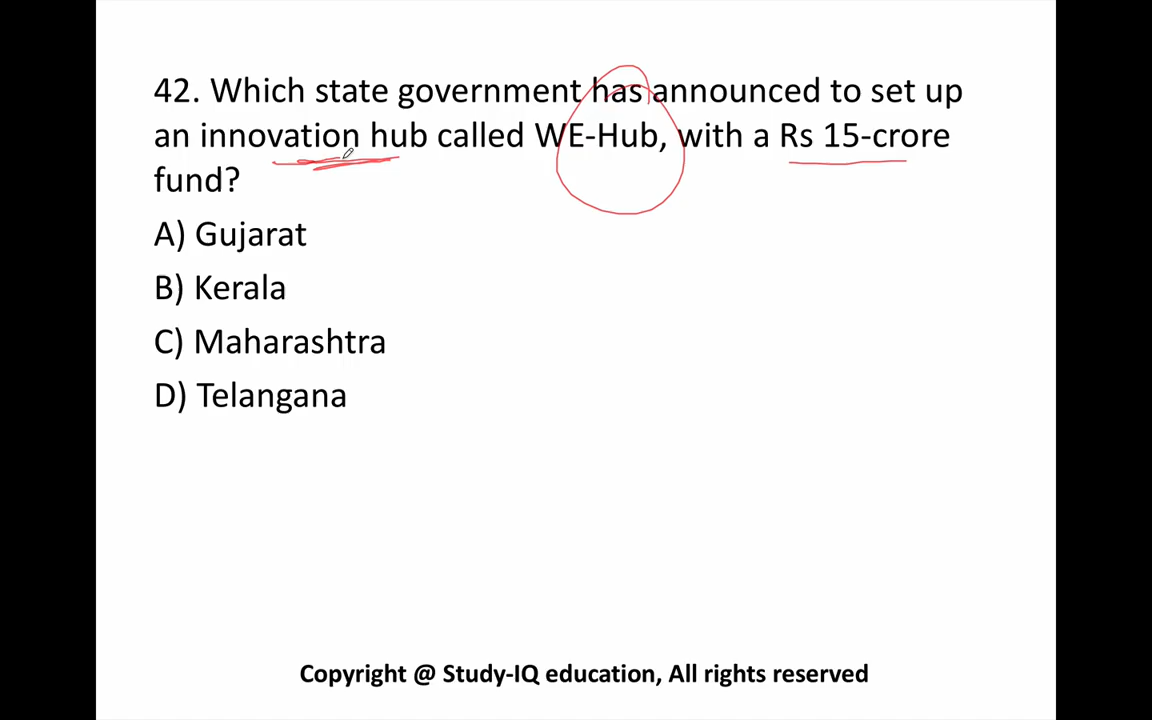 42. Which state government has announced to set up
an innovation hub called WE-Hub, with a Rs 15-crore
fund?
A) Gujarat
B) Kerala
C) Maharashtra
D) Telangana
Copyright @ Study-IQ education, All rights reserved